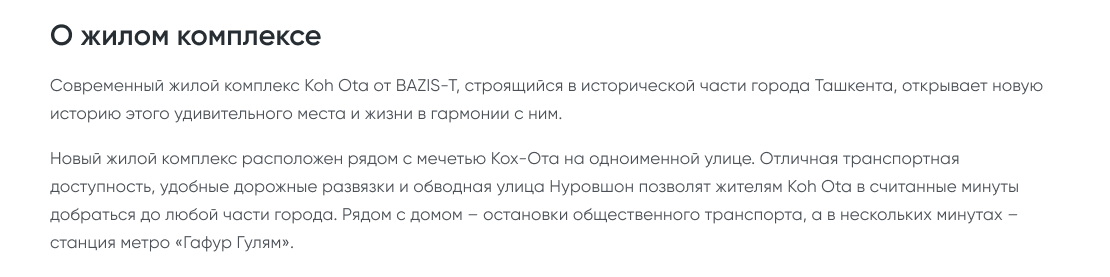 О жилом комплексе
Современный жилой комплекс Koh Ota от BAZIS-T, строящийся в исторической части города Ташкента, открывает новую
историю этого удивительного места и жизни в гармонии с ним.
Новый жилой комплекс расположен рядом с мечетью Кох-Ота на одноименной улице. Отличная транспортная
доступность, удобные дорожные развязки и обводная улица Нуровшон позволят жителям Koh Ota в считанные минуты
добраться до любой части города. Рядом с домом – остановки общественного транспорта, а в нескольких минутах –
станция метро «Гафур Гулям».